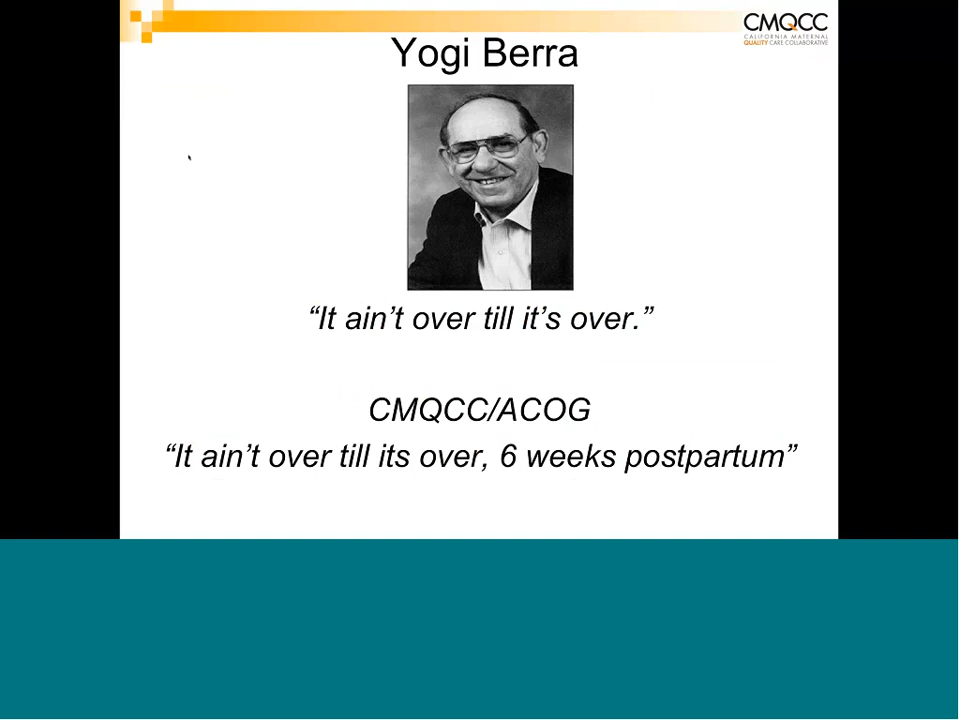 CMQCC
CALIFORNIA MATERNAL
QUALITY CARE COLLABORATIVE
Yogi Berra
“It ain’t over till it’s over.”
CMQCC/ACOG
“It ain’t over till its over, 6 weeks postpartum”